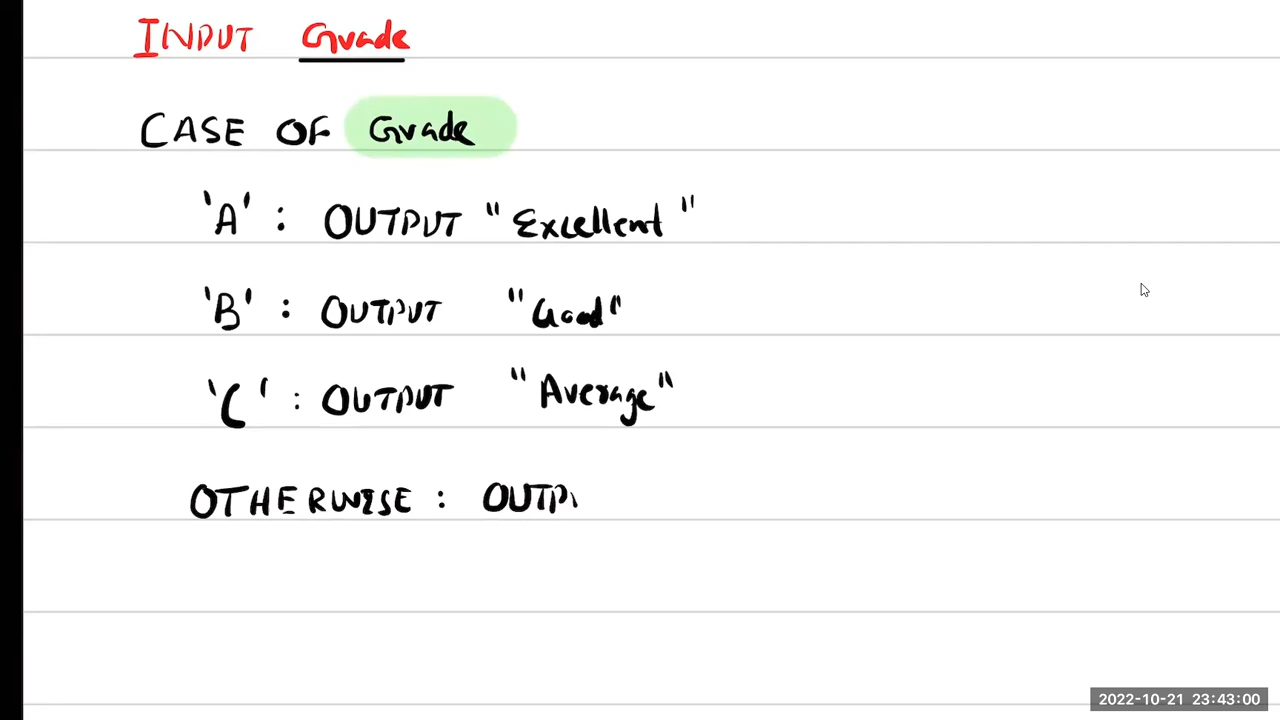 INPUT Grade
CASE OF Grade
'A' : OUTPUT "Excellent"
'B' : OUTPUT "Good"
'C' : OUTPUT "Average"
OTHERWISE : OUTP
2022-10-21 23:43:00